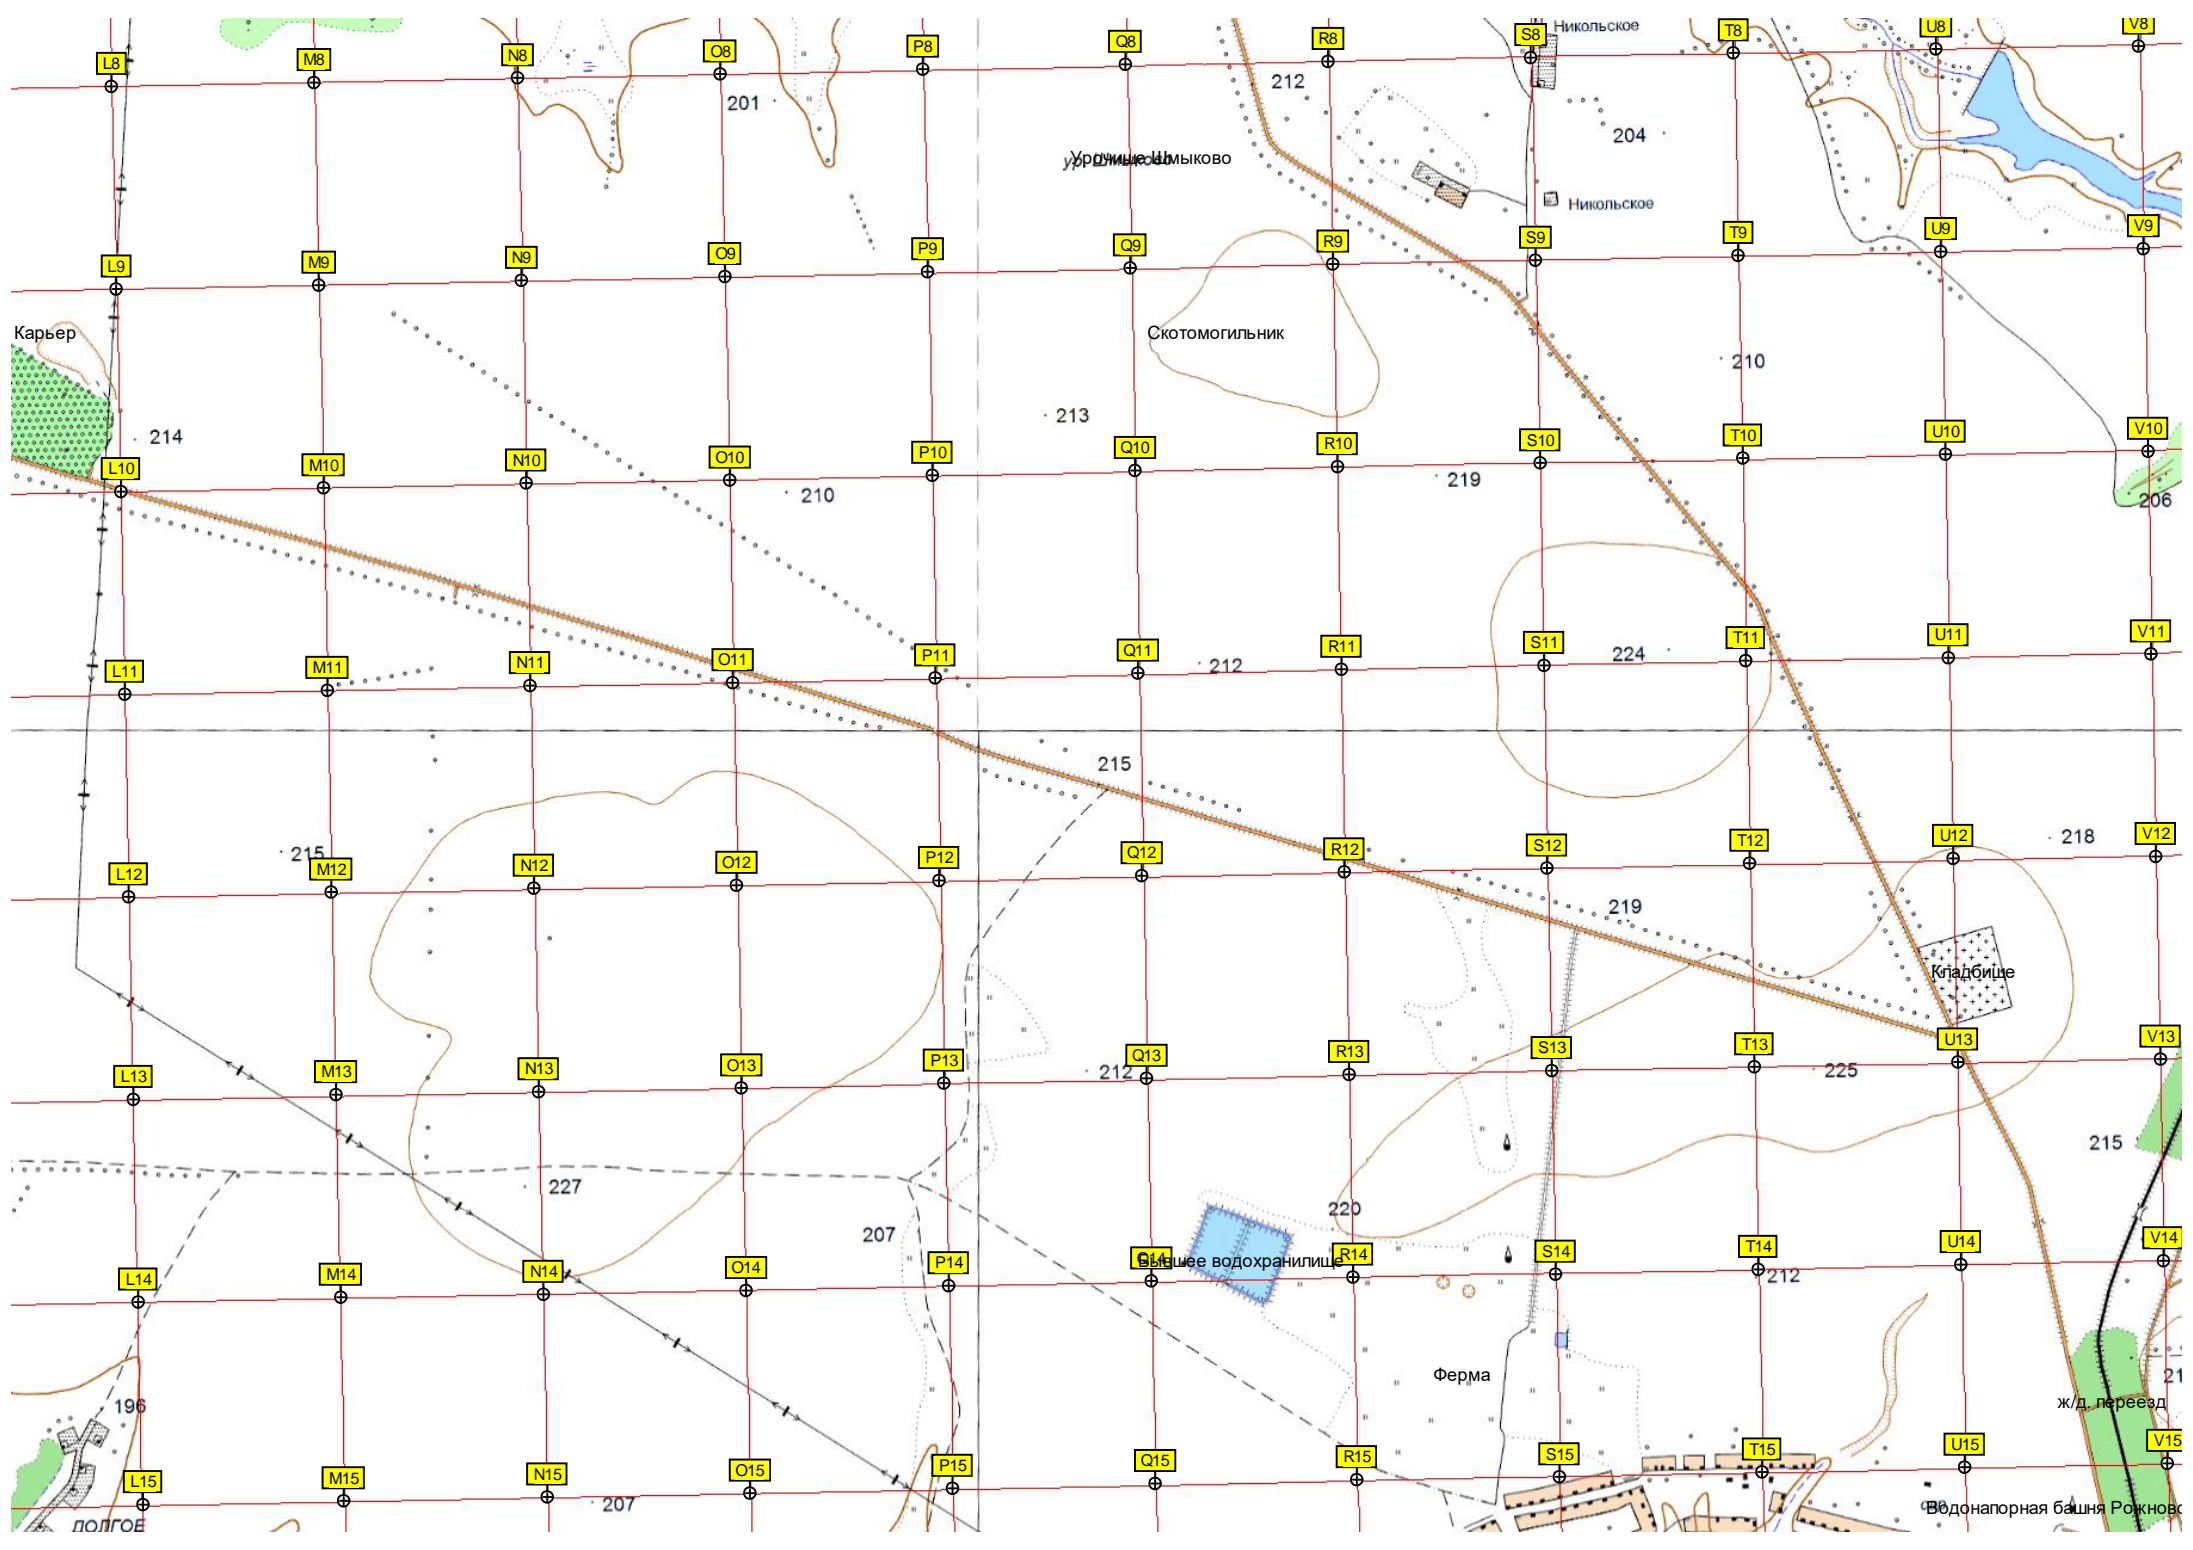 Никольское
L8 M8 N8 O8 P8 Q8 R8 S8 T8 U8 V8
212
201
204
Урочище Шмыково
Никольское
L9 M9 N9 O9 P9 Q9 R9 S9 T9 U9 V9
Карьер
Скотомогильник
210
213
214
L10 M10 N10 O10 P10 Q10 R10 S10 T10 U10 V10
219
210
206
L11 M11 N11 O11 P11 Q11 R11 S11 T11 U11 V11
212
224
215
218
215
L12 M12 N12 O12 P12 Q12 R12 S12 T12 U12 V12
219
Кладбище
L13 M13 N13 O13 P13 Q13 R13 S13 T13 U13 V13
212
225
215
227
220
207
L14 M14 N14 O14 P14 Q14 R14 S14 T14 U14 V14
Бывшее водохранилище
212
Ферма
21
196
ж/д. переезд
L15 M15 N15 O15 P15 Q15 R15 S15 T15 U15 V15
207
Водонапорная башня Рожновс
ДОЛГОЕ